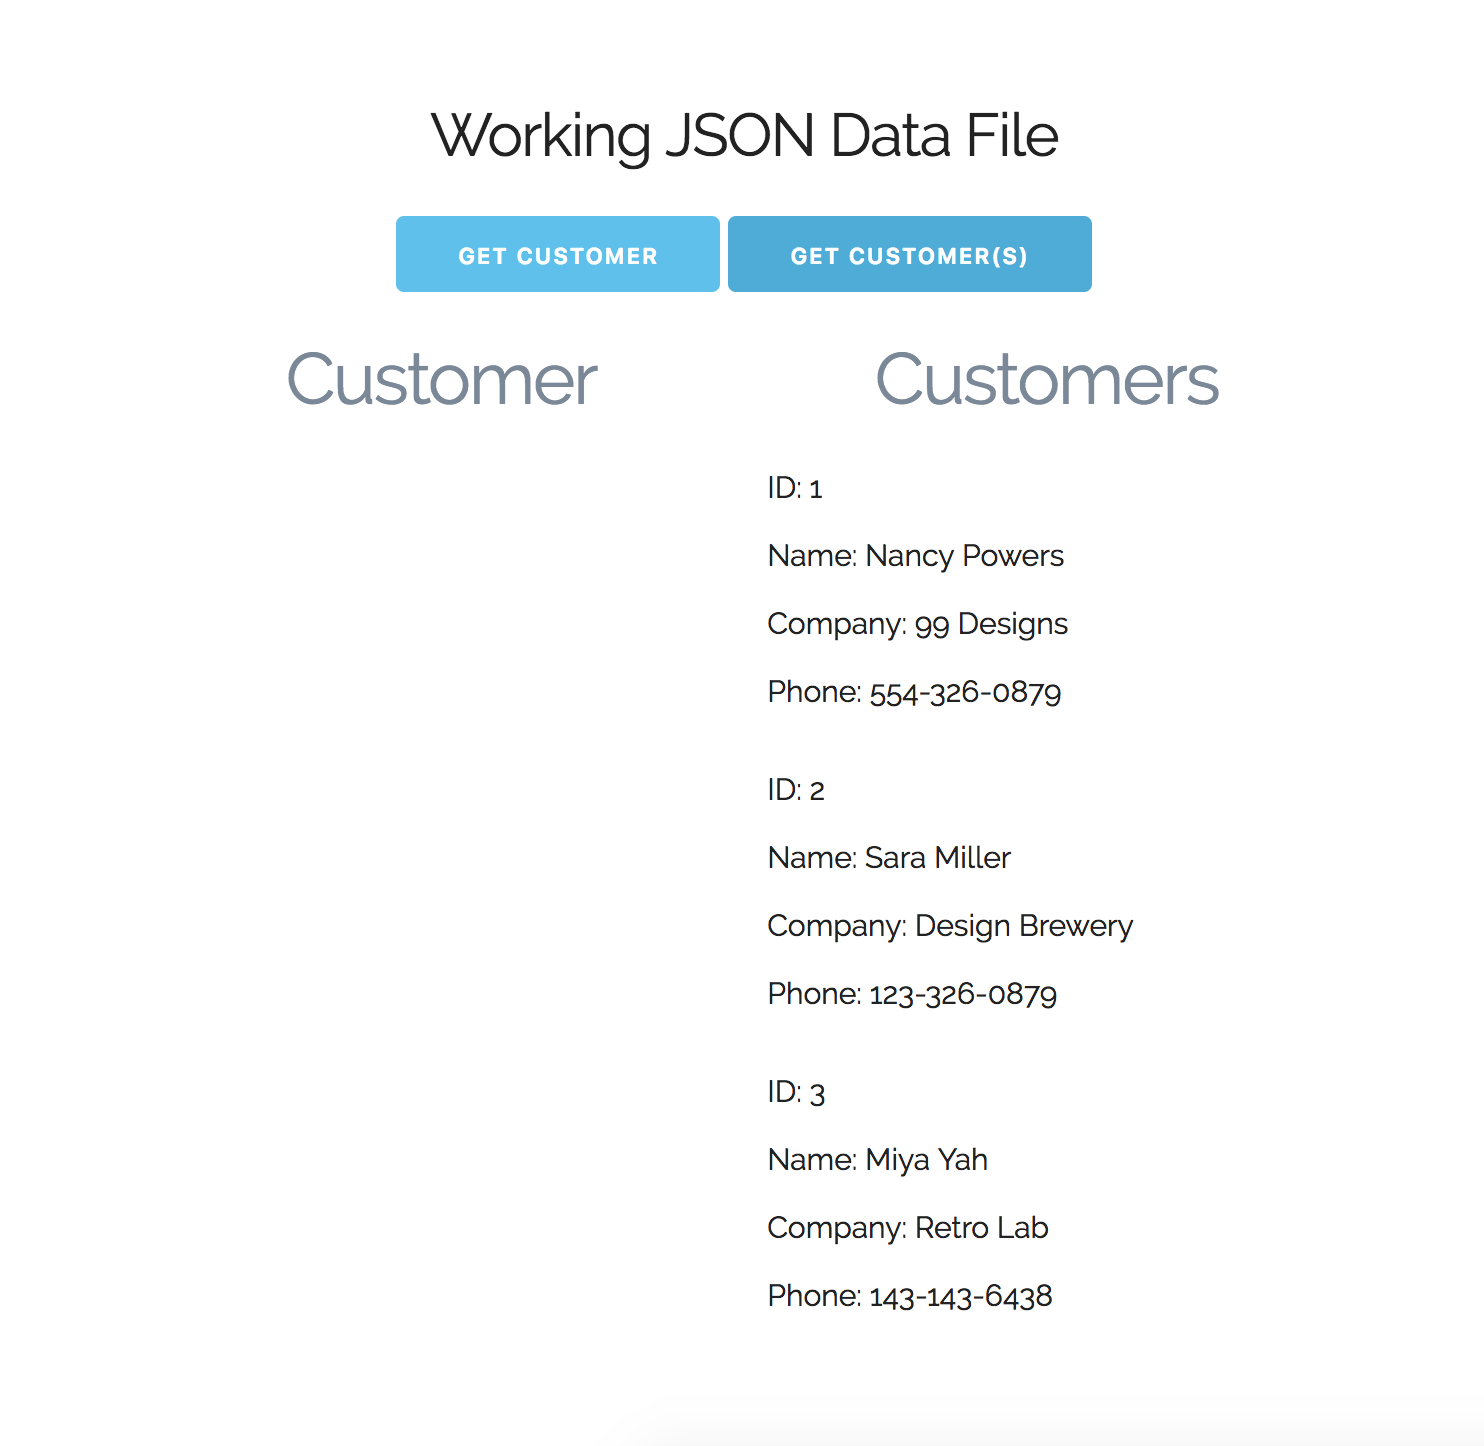 Working JSON Data File
GET CUSTOMER
GET CUSTOMER(S)
Customer
Customers
ID: 1
Name: Nancy Powers
Company: 99 Designs
Phone: 554-326-0879
ID: 2
Name: Sara Miller
Company: Design Brewery
Phone: 123-326-0879
ID: 3
Name: Miya Yah
Company: Retro Lab
Phone: 143-143-6438